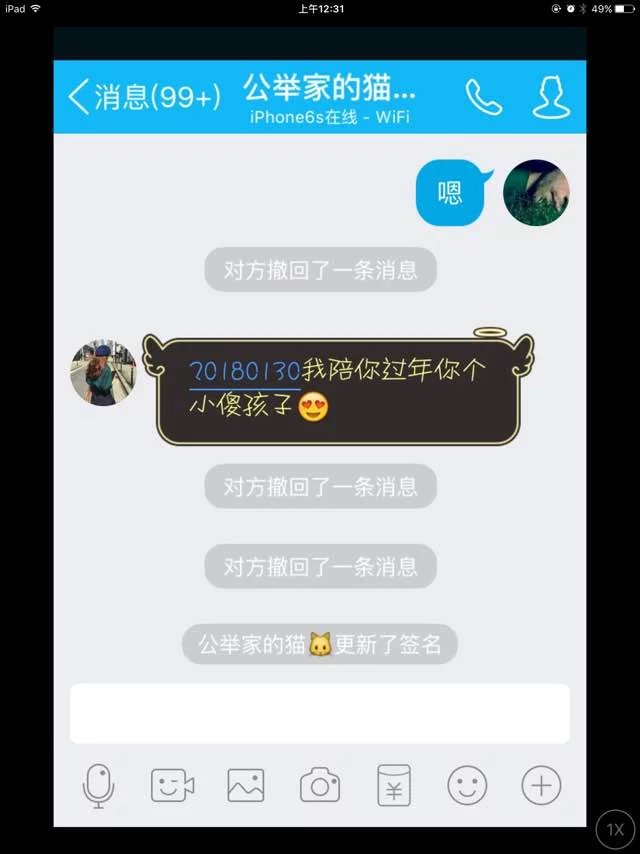 iPad 上午12:31 49%
消息(99+) 公举家的猫...
iPhone6s在线 - WiFi
嗯
对方撤回了一条消息
20180130我陪你过年你个
小傻孩子😍
对方撤回了一条消息
对方撤回了一条消息
公举家的猫🐱更新了签名
¥
1X